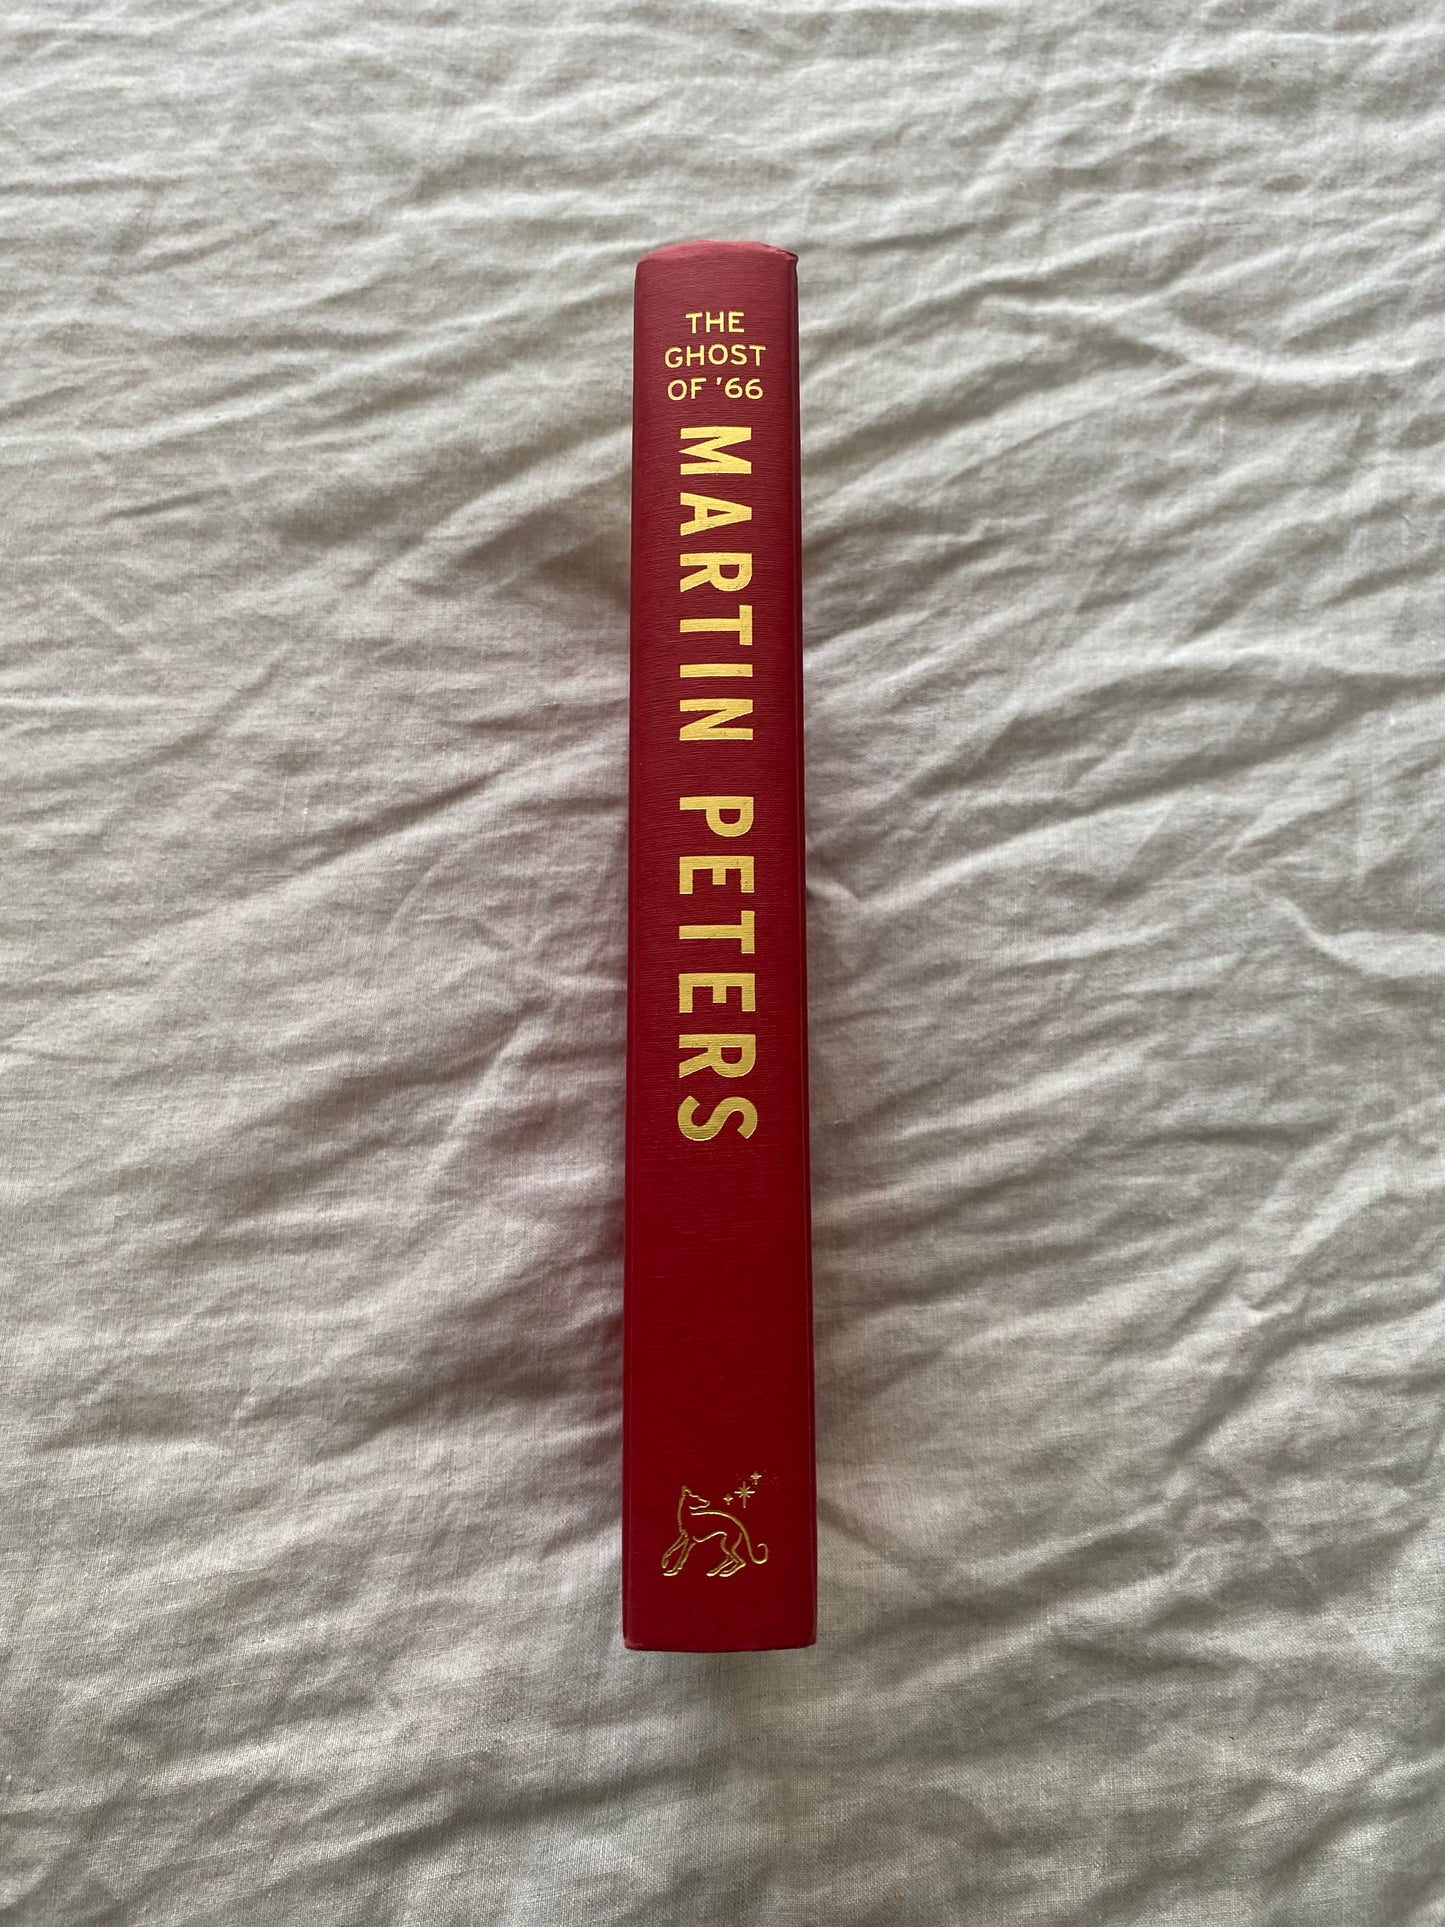 THE
GHOST
OF '66
MARTIN PETERS